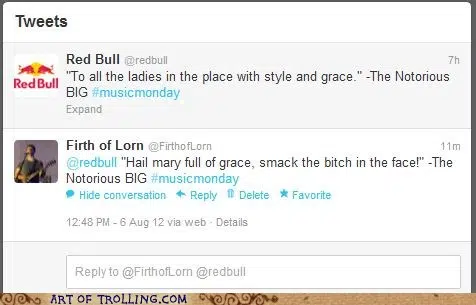 Tweets
Red Bull @redbull 7h
"To all the ladies in the place with style and grace." -The Notorious
BIG #musicmonday
Expand
Red Bull
Firth of Lorn @FirthofLorn 11m
@redbull "Hail mary full of grace, smack the bitch in the face!" -The
Notorious BIG #musicmonday
Hide conversation Reply Delete Favorite
12:48 PM - 6 Aug 12 via web · Details
Reply to @FirthofLorn @redbull
ART OF TROLLING.COM